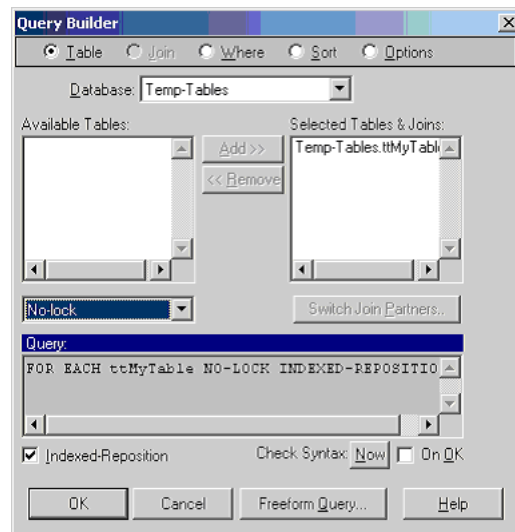 Query Builder
Table Join Where Sort Options
Database: Temp-Tables
Available Tables: Selected Tables & Joins:
Add >> Temp-Tables.ttMyTabl
<< Remove
No-lock Switch Join Partners..
Query:
FOR EACH ttMyTable NO-LOCK INDEXED-REPOSITIO
Indexed-Reposition Check Syntax: Now On OK
OK Cancel Freeform Query... Help